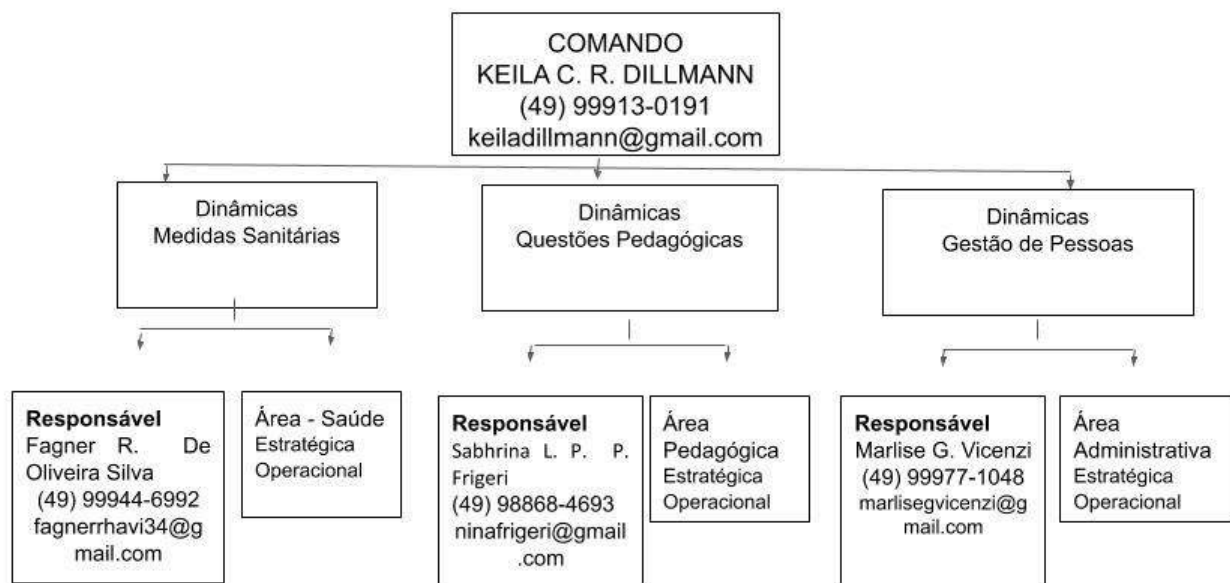 COMANDO
KEILA C. R. DILLMANN
(49) 99913-0191
keiladillmann@gmail.com
Dinâmicas
Medidas Sanitárias
Dinâmicas
Questões Pedagógicas
Dinâmicas
Gestão de Pessoas
Responsável
Fagner R. De
Oliveira Silva
(49) 99944-6992
fagnerrhavi34@g
mail.com
Área - Saúde
Estratégica
Operacional
Responsável
Sabhrina L. P. P.
Frigeri
(49) 98868-4693
ninafrigeri@gmail
.com
Área
Pedagógica
Estratégica
Operacional
Responsável
Marlise G. Vicenzi
(49) 99977-1048
marlisegvicenzi@g
mail.com
Área
Administrativa
Estratégica
Operacional